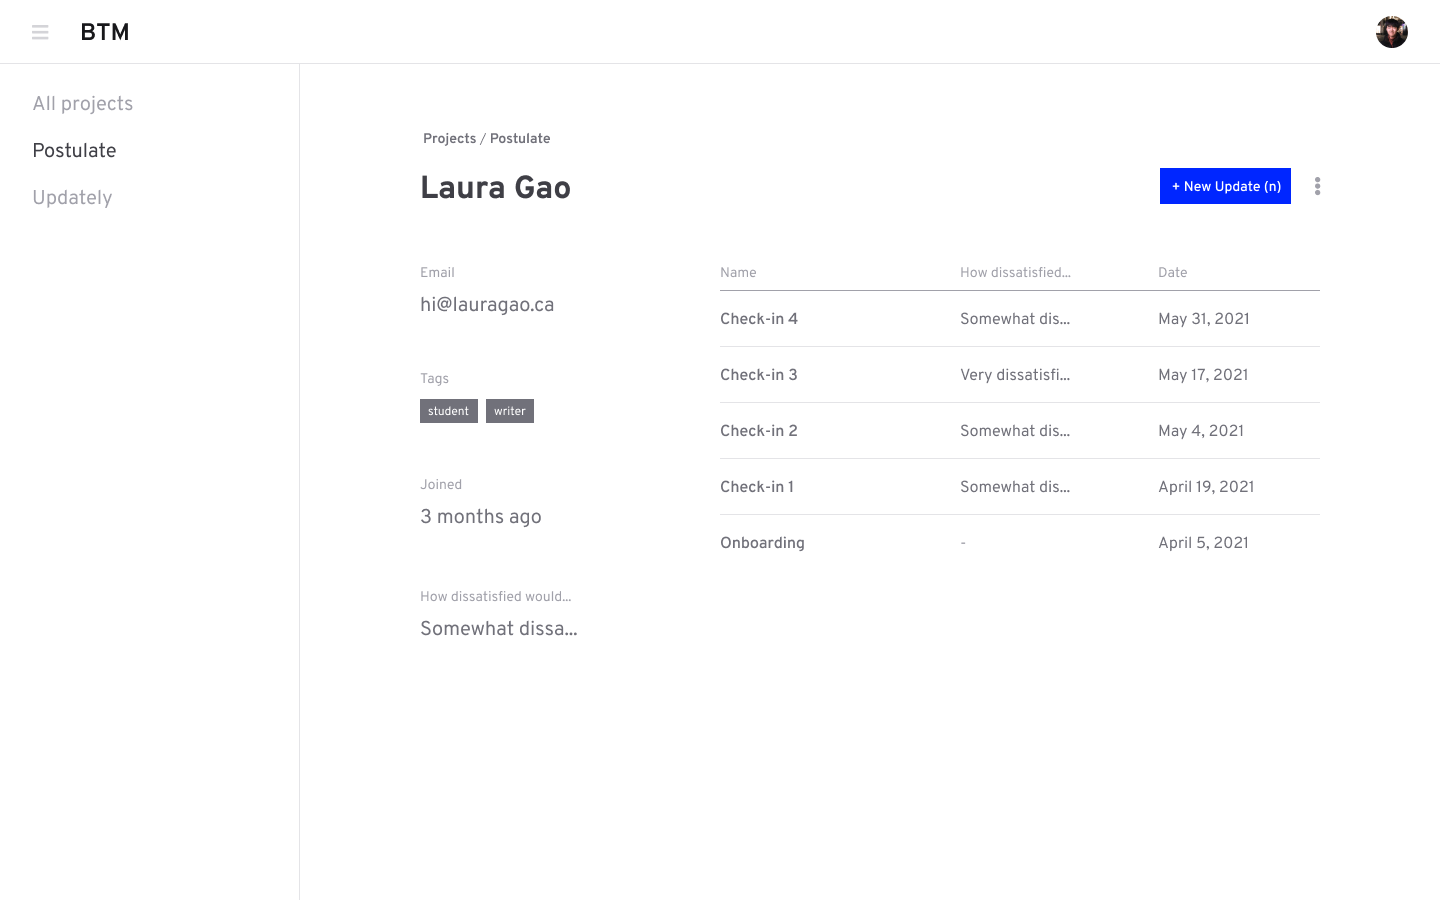 BTM
All projects
Postulate
Updately
Projects / Postulate
Laura Gao
+ New Update (n)
Email
hi@lauragao.ca
Tags
student writer
Joined
3 months ago
How dissatisfied would...
Somewhat dissa...
Name How dissatisfied... Date
Check-in 4 Somewhat dis... May 31, 2021
Check-in 3 Very dissatisfi... May 17, 2021
Check-in 2 Somewhat dis... May 4, 2021
Check-in 1 Somewhat dis... April 19, 2021
Onboarding - April 5, 2021